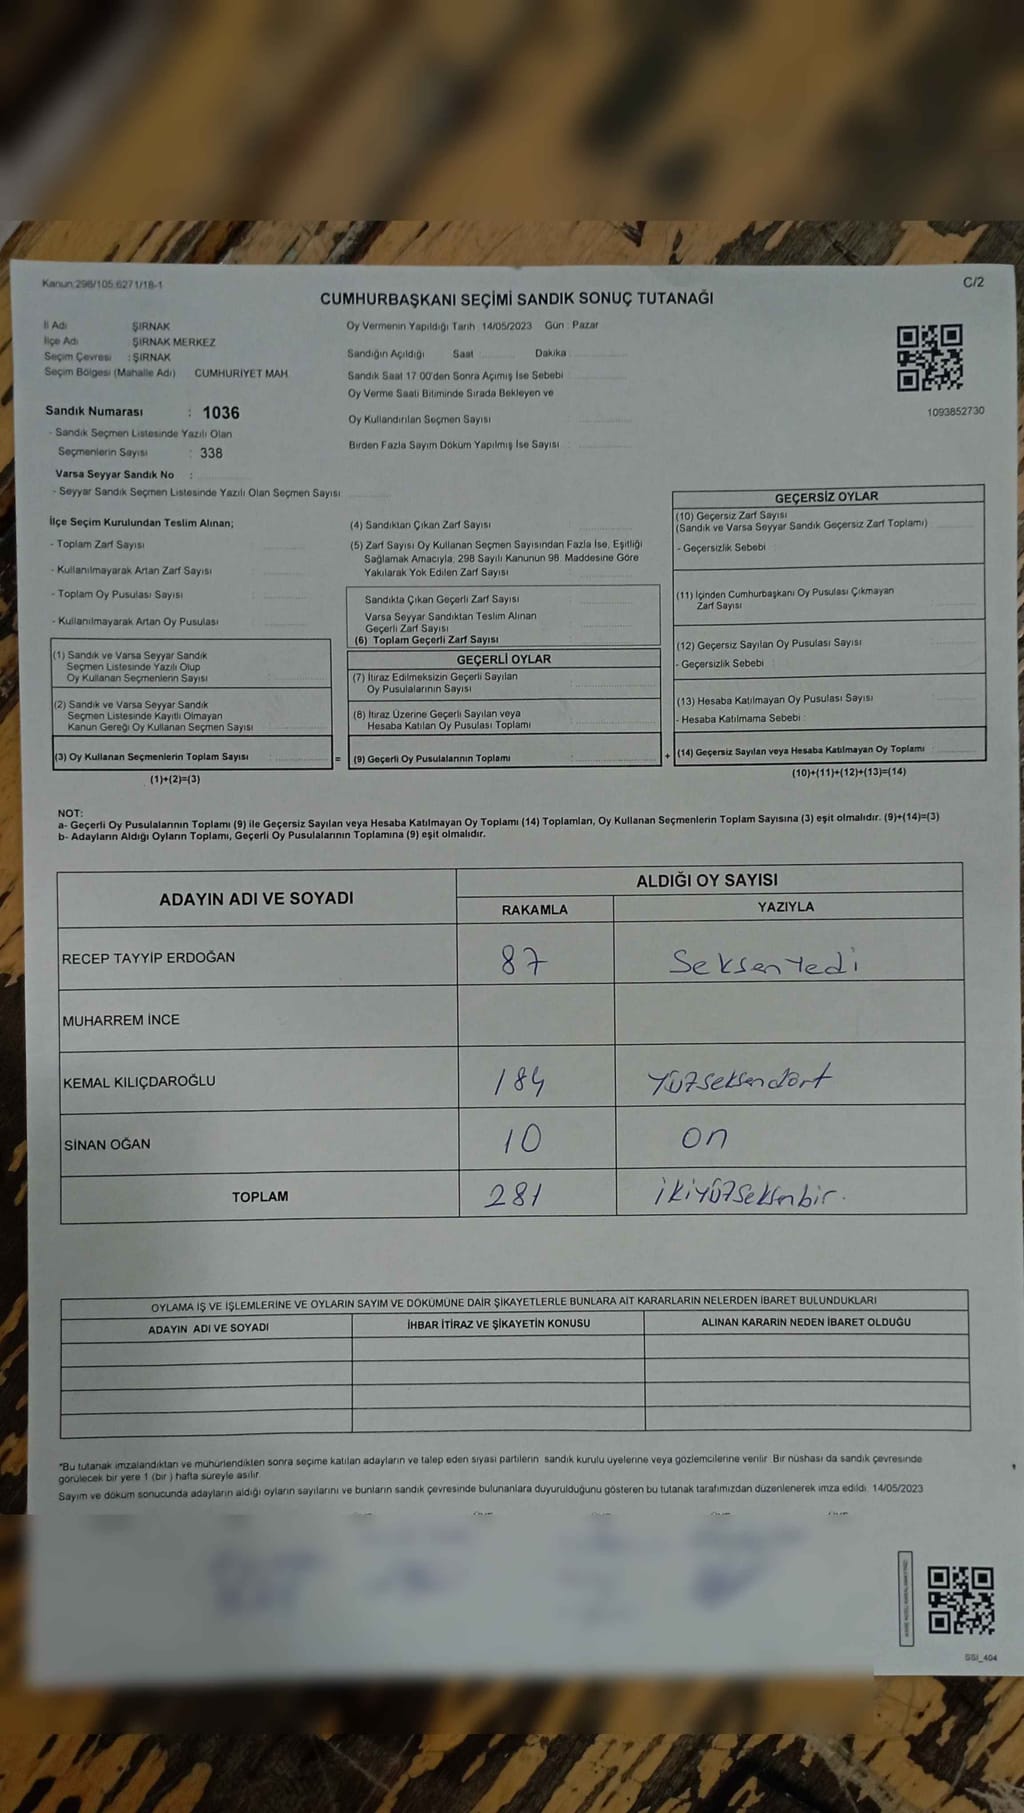 Kanun:298/105.6271/18-1
C/2
CUMHURBAŞKANI SEÇİMİ SANDIK SONUÇ TUTANAĞI
İl Adı ŞIRNAK
İlçe Adı ŞIRNAK MERKEZ
Seçim Çevresi : ŞIRNAK
Seçim Bölgesi (Mahalle Adı) CUMHURİYET MAH.
Sandık Numarası : 1036
- Sandık Seçmen Listesinde Yazılı Olan
Seçmenlerin Sayısı : 338
Varsa Seyyar Sandık No :
- Seyyar Sandık Seçmen Listesinde Yazılı Olan Seçmen Sayısı
Oy Vermenin Yapıldığı Tarih 14/05/2023 Gün : Pazar
Sandığın Açıldığı Saat Dakika
Sandık Saat 17 00'den Sonra Açımış İse Sebebi
Oy Verme Saati Bitiminde Sırada Bekleyen ve
Oy Kullandırılan Seçmen Sayısı
Birden Fazla Sayım Döküm Yapılmış İse Sayısı
1093852730
İlçe Seçim Kurulundan Teslim Alınan;
- Toplam Zarf Sayısı
- Kullanılmayarak Artan Zarf Sayısı
- Toplam Oy Pusulası Sayısı
- Kullanılmayarak Artan Oy Pusulası
(1) Sandık ve Varsa Seyyar Sandık
Seçmen Listesinde Yazılı Olup
Oy Kullanan Seçmenlerin Sayısı
(2) Sandık ve Varsa Seyyar Sandık
Seçmen Listesinde Kayıtlı Olmayan
Kanun Gereği Oy Kullanan Seçmen Sayısı
(3) Oy Kullanan Seçmenlerin Toplam Sayısı
(1)+(2)=(3)
(4) Sandıktan Çıkan Zarf Sayısı
(5) Zarf Sayısı Oy Kullanan Seçmen Sayısından Fazla İse, Eşitliği
Sağlamak Amacıyla, 298 Sayılı Kanunun 98. Maddesine Göre
Yakılarak Yok Edilen Zarf Sayısı
Sandıkta Çıkan Geçerli Zarf Sayısı
Varsa Seyyar Sandıktan Teslim Alınan
Geçerli Zarf Sayısı
(6) Toplam Geçerli Zarf Sayısı
GEÇERLİ OYLAR
(7) İtiraz Edilmeksizin Geçerli Sayılan
Oy Pusulalarının Sayısı
(8) İtiraz Üzerine Geçerli Sayılan veya
Hesaba Katılan Oy Pusulası Toplamı
= (9) Geçerli Oy Pusulalarının Toplamı
GEÇERSİZ OYLAR
(10) Geçersiz Zarf Sayısı
(Sandık ve Varsa Seyyar Sandık Geçersiz Zarf Toplamı)
- Geçersizlik Sebebi
(11) İçinden Cumhurbaşkanı Oy Pusulası Çıkmayan
Zarf Sayısı
(12) Geçersiz Sayılan Oy Pusulası Sayısı
- Geçersizlik Sebebi
(13) Hesaba Katılmayan Oy Pusulası Sayısı
- Hesaba Katılmama Sebebi
+ (14) Geçersiz Sayılan veya Hesaba Katılmayan Oy Toplamı
(10)+(11)+(12)+(13)=(14)
NOT:
a- Geçerli Oy Pusulalarının Toplamı (9) ile Geçersiz Sayılan veya Hesaba Katılmayan Oy Toplamı (14) Toplamları, Oy Kullanan Seçmenlerin Toplam Sayısına (3) eşit olmalıdır. (9)+(14)=(3)
b- Adayların Aldığı Oyların Toplamı, Geçerli Oy Pusulalarının Toplamına (9) eşit olmalıdır.
ADAYIN ADI VE SOYADI
ALDIĞI OY SAYISI
RAKAMLA YAZIYLA
RECEP TAYYİP ERDOĞAN 87 SeksenYedi
MUHARREM İNCE
KEMAL KILIÇDAROĞLU 184 Yüzseksendört
SİNAN OĞAN 10 on
TOPLAM 281 ikiyüzseksenbir.
OYLAMA İŞ VE İŞLEMLERİNE VE OYLARIN SAYIM VE DÖKÜMÜNE DAİR ŞİKAYETLERLE BUNLARA AİT KARARLARIN NELERDEN İBARET BULUNDUKLARI
ADAYIN ADI VE SOYADI İHBAR İTİRAZ VE ŞİKAYETİN KONUSU ALINAN KARARIN NEDEN İBARET OLDUĞU
*Bu tutanak imzalandıktan ve mühürlendikten sonra seçime katılan adayların ve talep eden siyasi partilerin sandık kurulu üyelerine veya gözlemcilerine verilir Bir nüshası da sandık çevresinde
görülecek bir yere 1 (bir ) hafta süreyle asılır
Sayım ve döküm sonucunda adayların aldığı oyların sayılarını ve bunların sandık çevresinde bulunanlara duyurulduğunu gösteren bu tutanak tarafımızdan düzenlenerek imza edildi. 14/05/2023
SSI_404